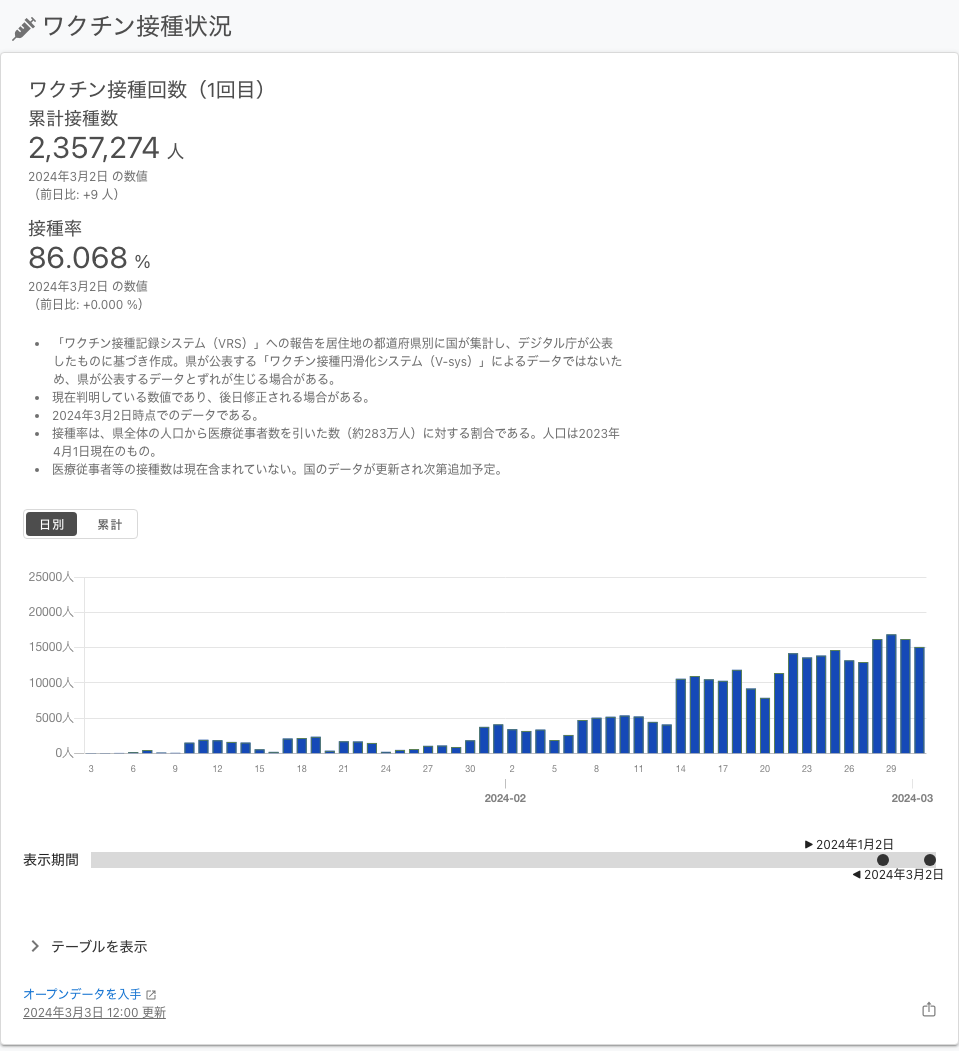 ワクチン接種状況
ワクチン接種回数（1回目）
累計接種数
2,357,274 人
2024年3月2日 の数値
（前日比: +9 人）
接種率
86.068 %
2024年3月2日 の数値
（前日比: +0.000 %）
• 「ワクチン接種記録システム（VRS）」への報告を居住地の都道府県別に国が集計し、デジタル庁が公表
したものに基づき作成。県が公表する「ワクチン接種円滑化システム（V-sys）」によるデータではないた
め、県が公表するデータとずれが生じる場合がある。
• 現在判明している数値であり、後日修正される場合がある。
• 2024年3月2日時点でのデータである。
• 接種率は、県全体の人口から医療従事者数を引いた数（約283万人）に対する割合である。人口は2023年
4月1日現在のもの。
• 医療従事者等の接種数は現在含まれていない。国のデータが更新され次第追加予定。
日別 累計
25000人
20000人
15000人
10000人
5000人
0人
3 6 9 12 15 18 21 24 27 30 2 5 8 11 14 17 20 23 26 29
2024-02 2024-03
▶ 2024年1月2日
表示期間
◀ 2024年3月2日
テーブルを表示
オープンデータを入手
2024年3月3日 12:00 更新